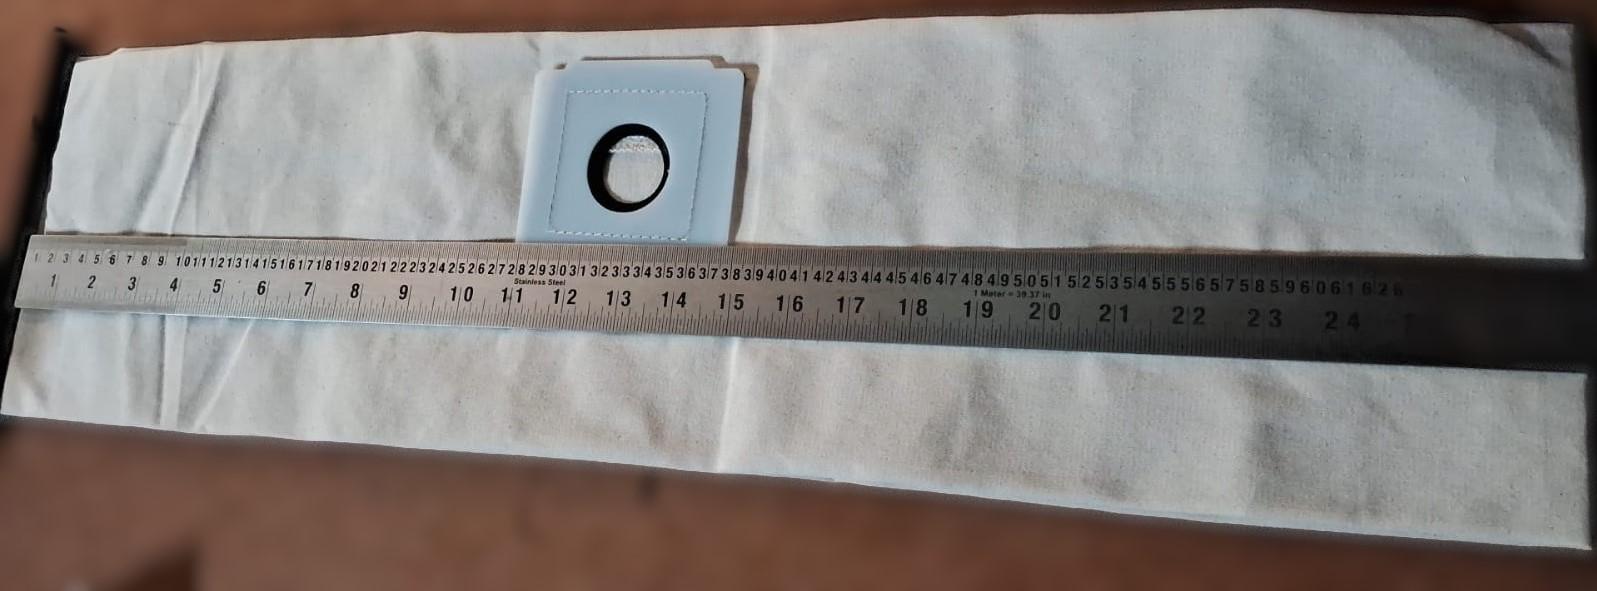 1 2 3 4 5 6 7 8 9 10 11 12 13 14 15 16 17 18 19 20 21 22 23 24 25 26 27 28 29 30 31 32 33 34 35 36 37 38 39 40 41 42 43 44 45 46 47 48 49 50 51 52 53 54 55 56 57 58 59 60 61 62
Stainless Steel
1 Meter = 39.37 in
1 2 3 4 5 6 7 8 9 10 11 12 13 14 15 16 17 18 19 20 21 22 23 24